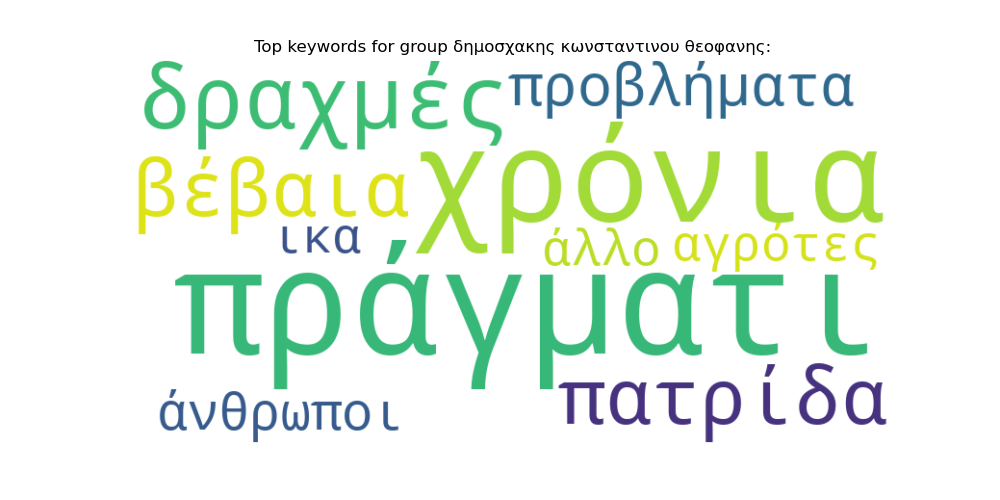 Top keywords for group δημοσχακης κωνσταντινου θεοφανης:
δραχμές προβλήματα
βέβαια χρόνια
ικα άλλο αγρότες
πράγματι
άνθρωποι πατρίδα